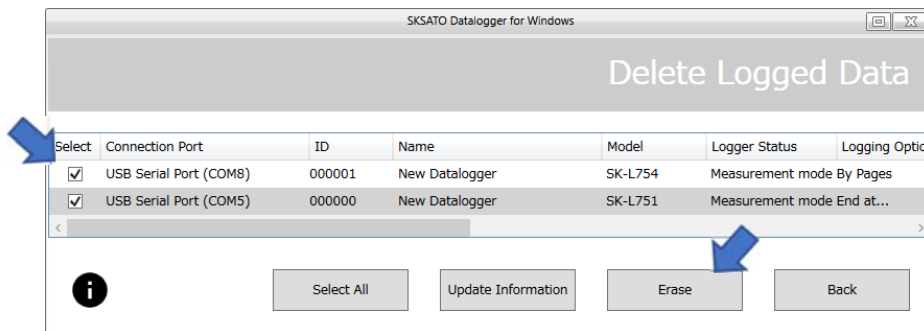 SKSATO Datalogger for Windows
Delete Logged Data
Select Connection Port ID Name Model Logger Status Logging Optio
USB Serial Port (COM8) 000001 New Datalogger SK-L754 Measurement mode By Pages
USB Serial Port (COM5) 000000 New Datalogger SK-L751 Measurement mode End at...
Select All Update Information Erase Back